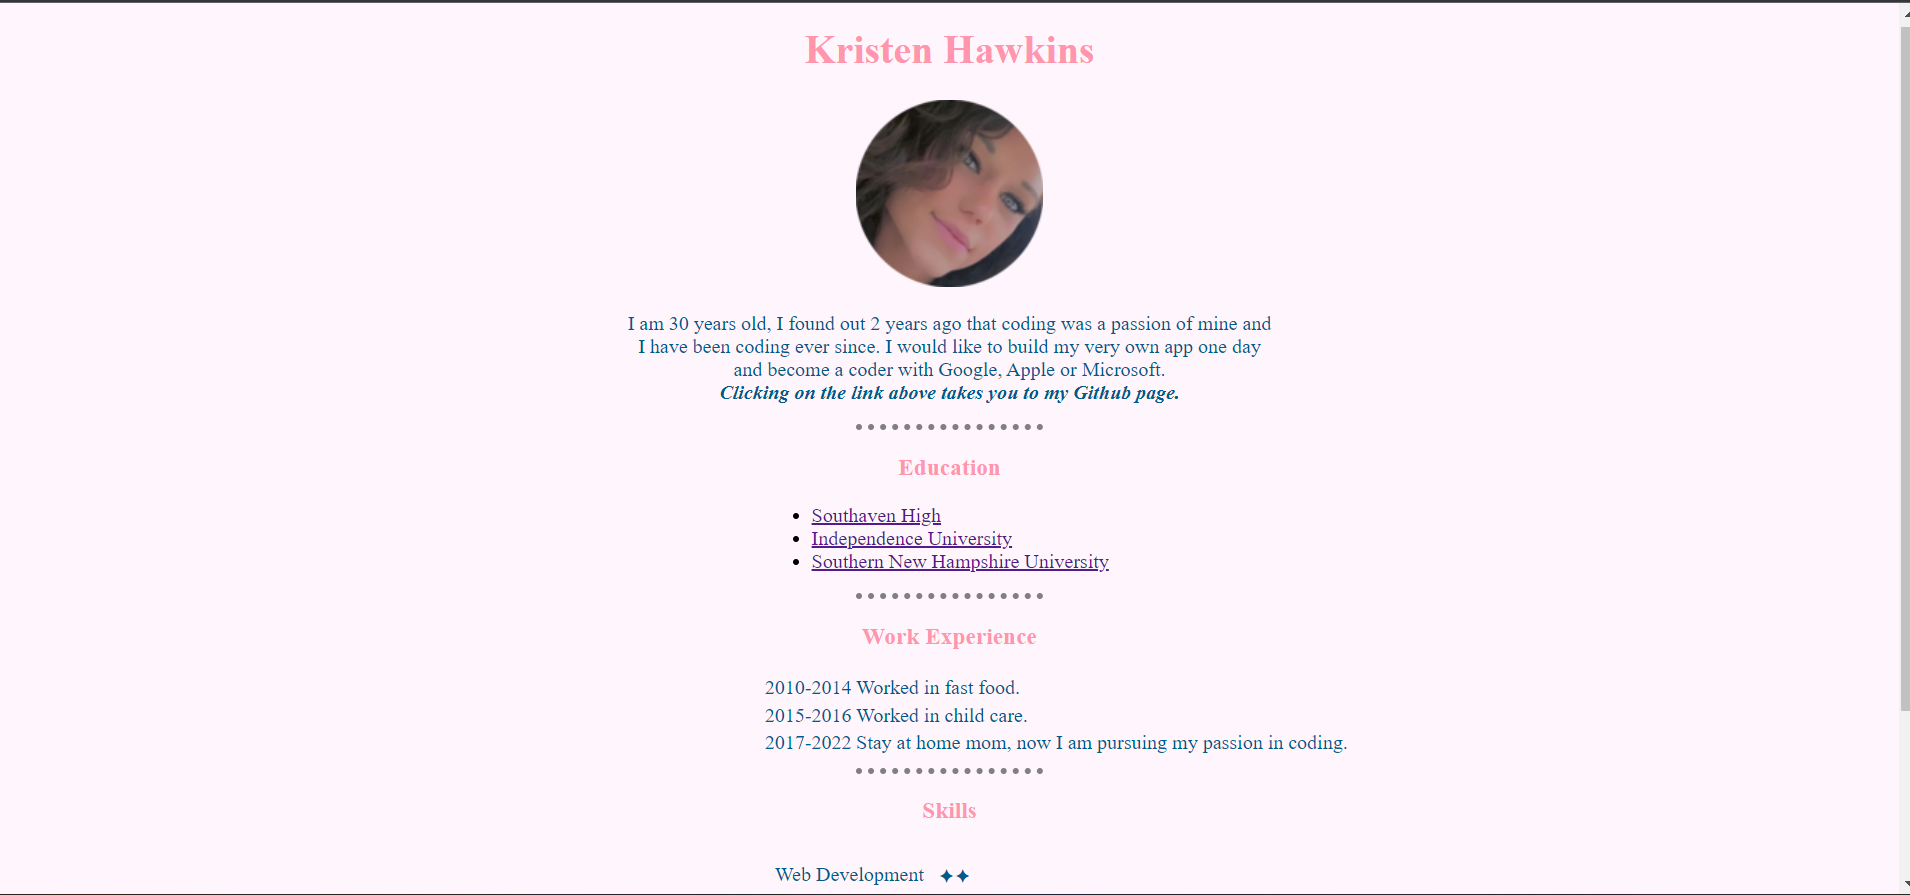 Kristen Hawkins
I am 30 years old, I found out 2 years ago that coding was a passion of mine and
I have been coding ever since. I would like to build my very own app one day
and become a coder with Google, Apple or Microsoft.
Clicking on the link above takes you to my Github page.
Education
Southaven High
Independence University
Southern New Hampshire University
Work Experience
2010-2014 Worked in fast food.
2015-2016 Worked in child care.
2017-2022 Stay at home mom, now I am pursuing my passion in coding.
Skills
Web Development ✦✦